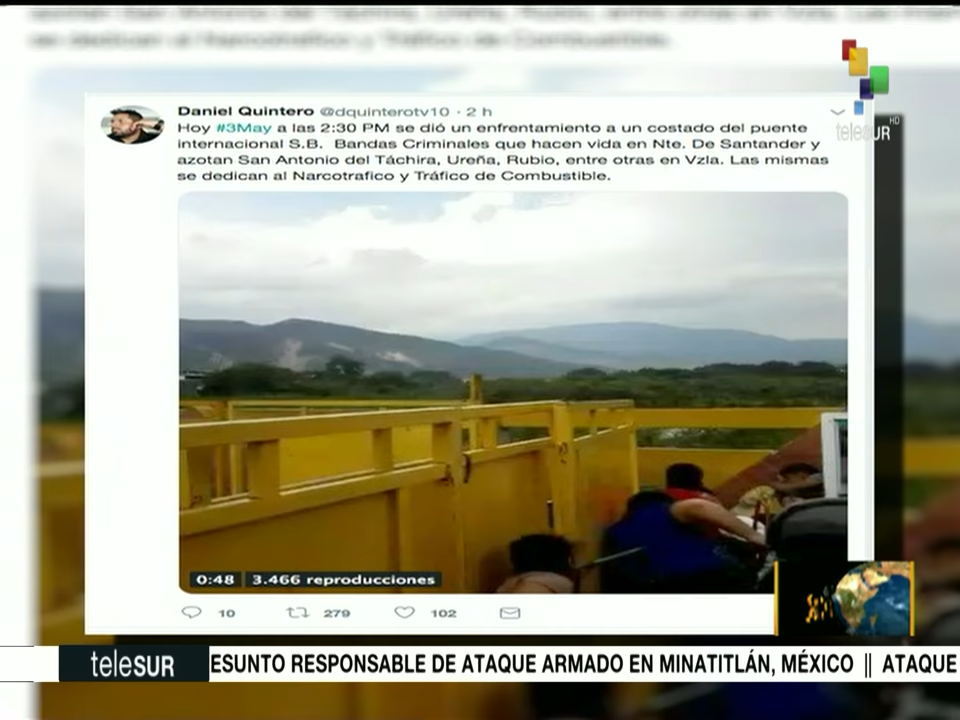 Daniel Quintero @dquinterotv10 · 2 h
Hoy #3May a las 2:30 PM se dió un enfrentamiento a un costado del puente
internacional S.B. Bandas Criminales que hacen vida en Nte. De Santander y
azotan San Antonio del Táchira, Ureña, Rubio, entre otras en Vzla. Las mismas
se dedican al Narcotrafico y Tráfico de Combustible.
teleSUR HD
0:48 3.466 reproducciones
10 279 102
teleSUR ESUNTO RESPONSABLE DE ATAQUE ARMADO EN MINATITLÁN, MÉXICO || ATAQUE